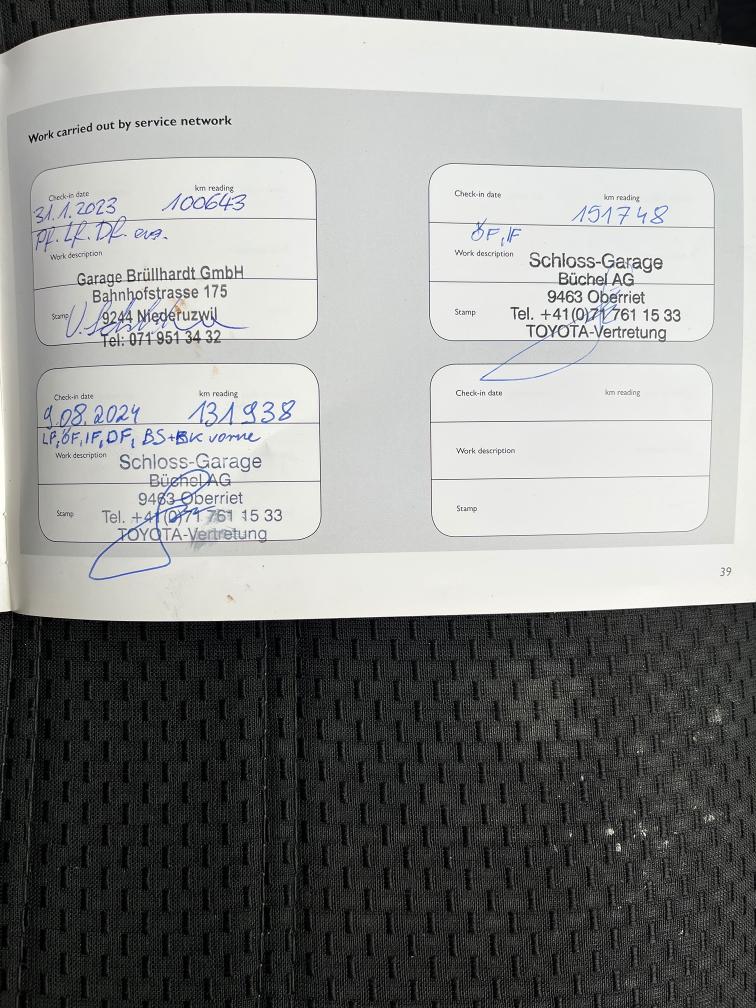 Work carried out by service network
Check-in date
km reading
31.1.2023
100643
Pf. Lf. Df. ers.
Work description
Garage Brüllhardt GmbH
Bahnhofstrasse 175
Stamp
9244 Niederuzwil
Tel: 071 951 34 32
Check-in date
km reading
9.08.2024
131938
LF, ÖF, IF, DF, BS+BK vorne
Work description
Schloss-Garage
Büchel AG
9463 Oberriet
Stamp
Tel. +41(0)71 761 15 33
TOYOTA-Vertretung
Check-in date
km reading
151748
ÖF, IF
Work description
Schloss-Garage
Büchel AG
9463 Oberriet
Stamp
Tel. +41(0)71 761 15 33
TOYOTA-Vertretung
Check-in date
km reading
Work description
Stamp
39